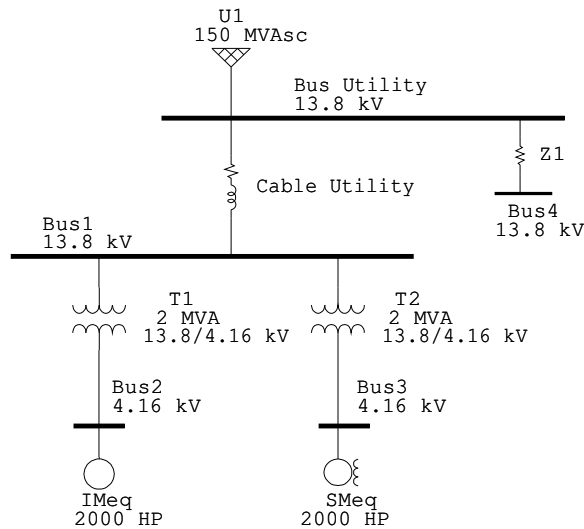 U1
150 MVAsc
Bus Utility
13.8 kV
Z1
Cable Utility
Bus4
13.8 kV
Bus1
13.8 kV
T1
2 MVA
13.8/4.16 kV
T2
2 MVA
13.8/4.16 kV
Bus2
4.16 kV
Bus3
4.16 kV
IMeq
2000 HP
SMeq
2000 HP